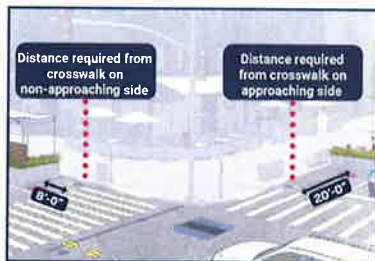 Distance required from
crosswalk on
non-approaching side
Distance required
from crosswalk on
approaching side
8'-0"
20'-0"